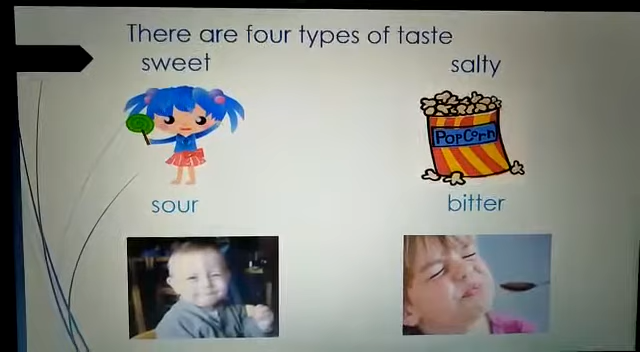 There are four types of taste
sweet
salty
PopCorn
sour
bitter